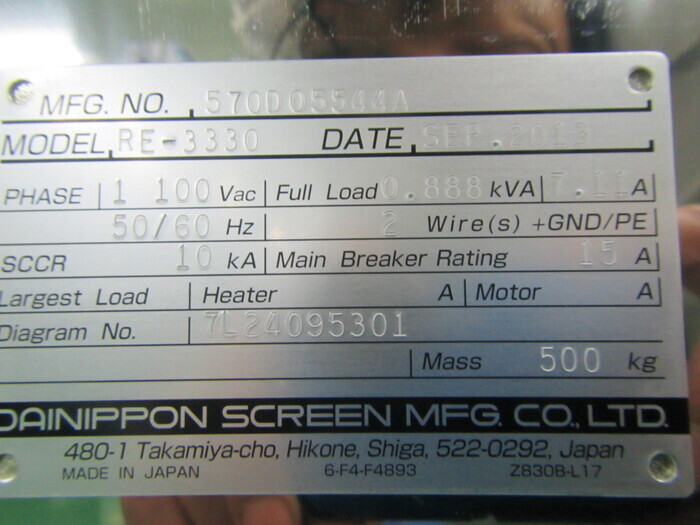 MFG. NO. 570D05544A
MODEL RE-3330 DATE SEP.2013
PHASE 1 100 Vac Full Load 0.888 kVA 7.11 A
50/60 Hz 2 Wire(s) +GND/PE
SCCR 10 kA Main Breaker Rating 15 A
Largest Load Heater A Motor A
Diagram No. 7L24095301
Mass 500 kg
DAINIPPON SCREEN MFG. CO., LTD.
480-1 Takamiya-cho, Hikone, Shiga, 522-0292, Japan
MADE IN JAPAN 6-F4-F4893 Z830B-L17